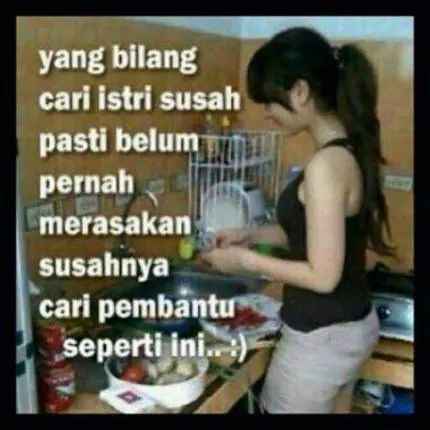 yang bilang
cari istri susah
pasti belum
pernah
merasakan
susahnya
cari pembantu
seperti ini.. :)